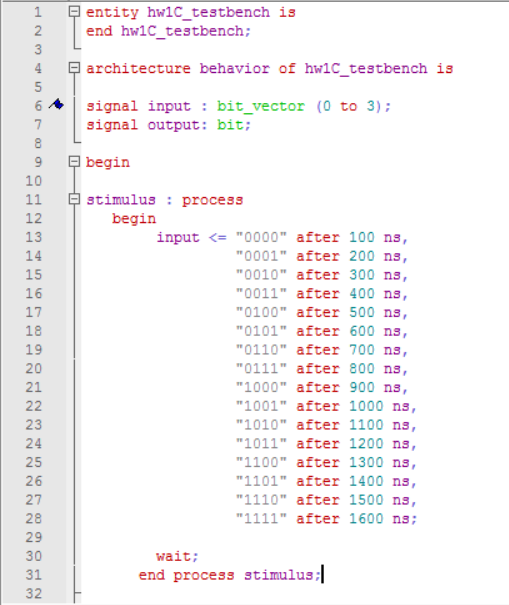 1 entity hw1C_testbench is
2 end hw1C_testbench;
3
4 architecture behavior of hw1C_testbench is
5
6 signal input : bit_vector (0 to 3);
7 signal output: bit;
8
9 begin
10
11 stimulus : process
12 begin
13 input <= "0000" after 100 ns,
14 "0001" after 200 ns,
15 "0010" after 300 ns,
16 "0011" after 400 ns,
17 "0100" after 500 ns,
18 "0101" after 600 ns,
19 "0110" after 700 ns,
20 "0111" after 800 ns,
21 "1000" after 900 ns,
22 "1001" after 1000 ns,
23 "1010" after 1100 ns,
24 "1011" after 1200 ns,
25 "1100" after 1300 ns,
26 "1101" after 1400 ns,
27 "1110" after 1500 ns,
28 "1111" after 1600 ns;
29
30 wait;
31 end process stimulus;
32